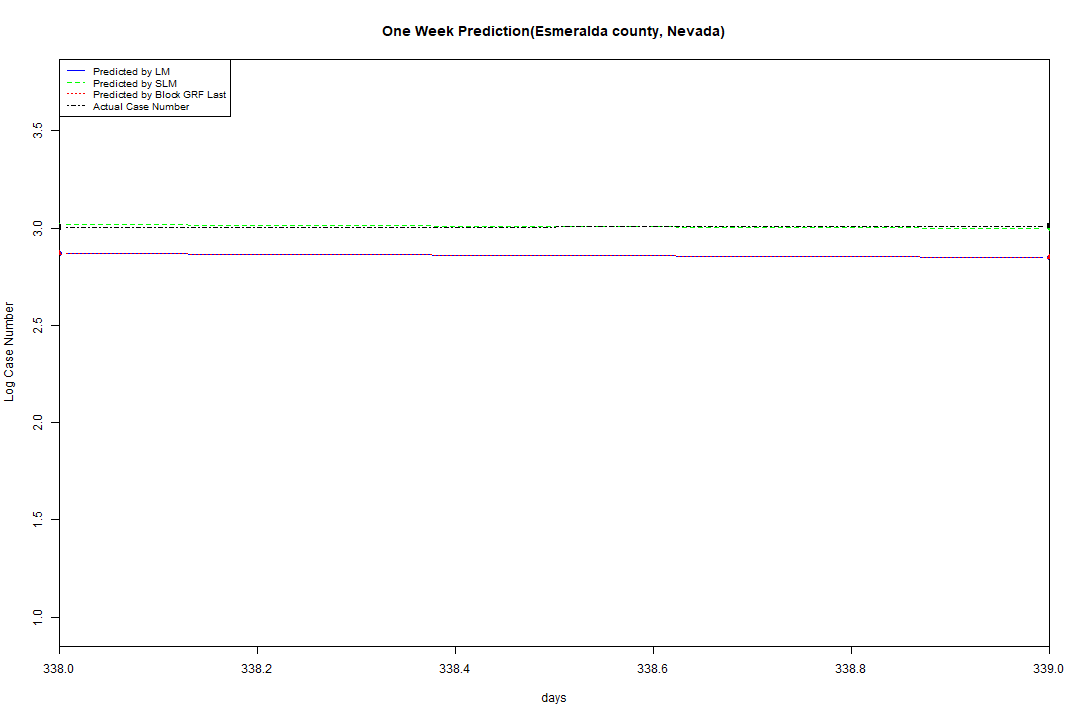 One Week Prediction(Esmeralda county, Nevada)
Predicted by LM
Predicted by SLM
Predicted by Block GRF Last
Actual Case Number
3.5
3.0
2.5
2.0
1.5
1.0
Log Case Number
338.0 338.2 338.4 338.6 338.8 339.0
days